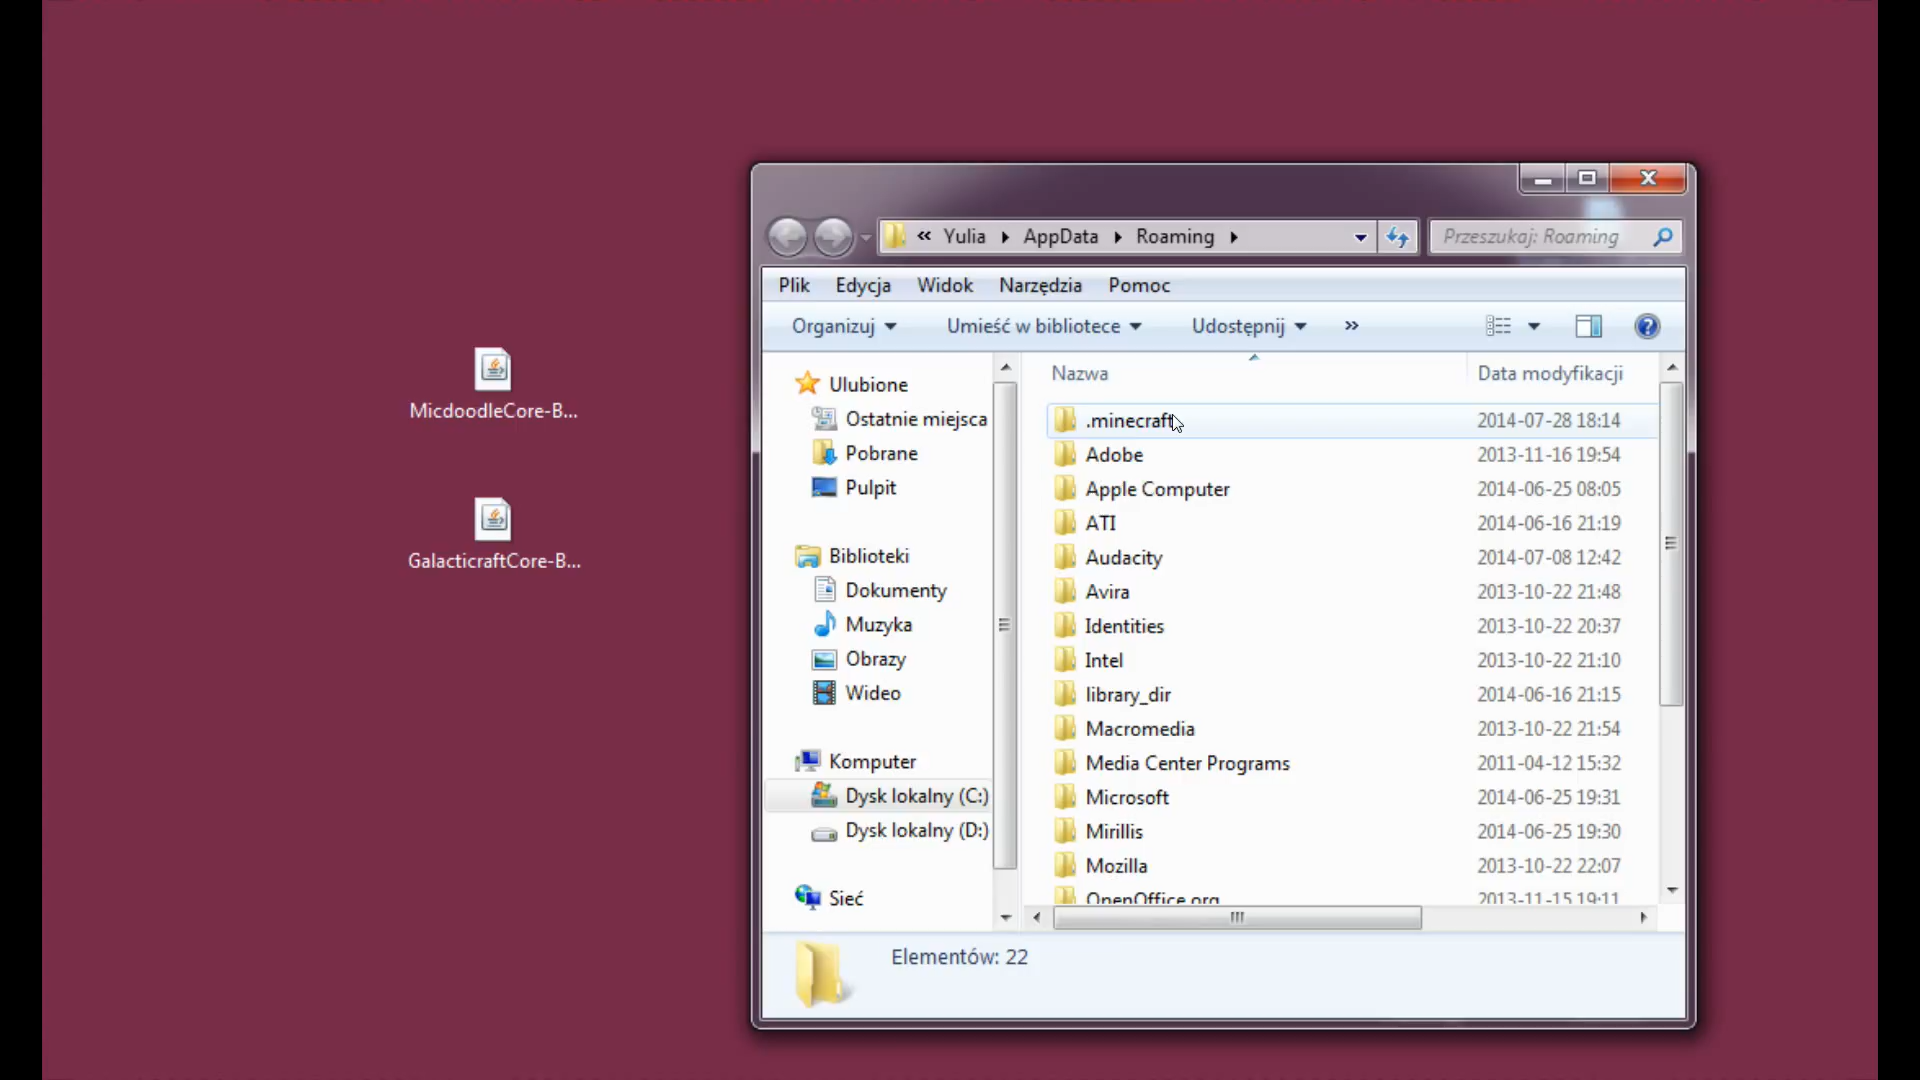 MicdoodleCore-B...
GalacticraftCore-B...
« Yulia AppData Roaming
Przeszukaj: Roaming
Plik Edycja Widok Narzędzia Pomoc
Organizuj Umieść w bibliotece Udostępnij »
Ulubione
Ostatnie miejsca
Pobrane
Pulpit
Biblioteki
Dokumenty
Muzyka
Obrazy
Wideo
Komputer
Dysk lokalny (C:)
Dysk lokalny (D:)
Sieć
Nazwa Data modyfikacji
.minecraft 2014-07-28 18:14
Adobe 2013-11-16 19:54
Apple Computer 2014-06-25 08:05
ATI 2014-06-16 21:19
Audacity 2014-07-08 12:42
Avira 2013-10-22 21:48
Identities 2013-10-22 20:37
Intel 2013-10-22 21:10
library_dir 2014-06-16 21:15
Macromedia 2013-10-22 21:54
Media Center Programs 2011-04-12 15:32
Microsoft 2014-06-25 19:31
Mirillis 2014-06-25 19:30
Mozilla 2013-10-22 22:07
OpenOffice.org 2013-11-15 19:11
Elementów: 22